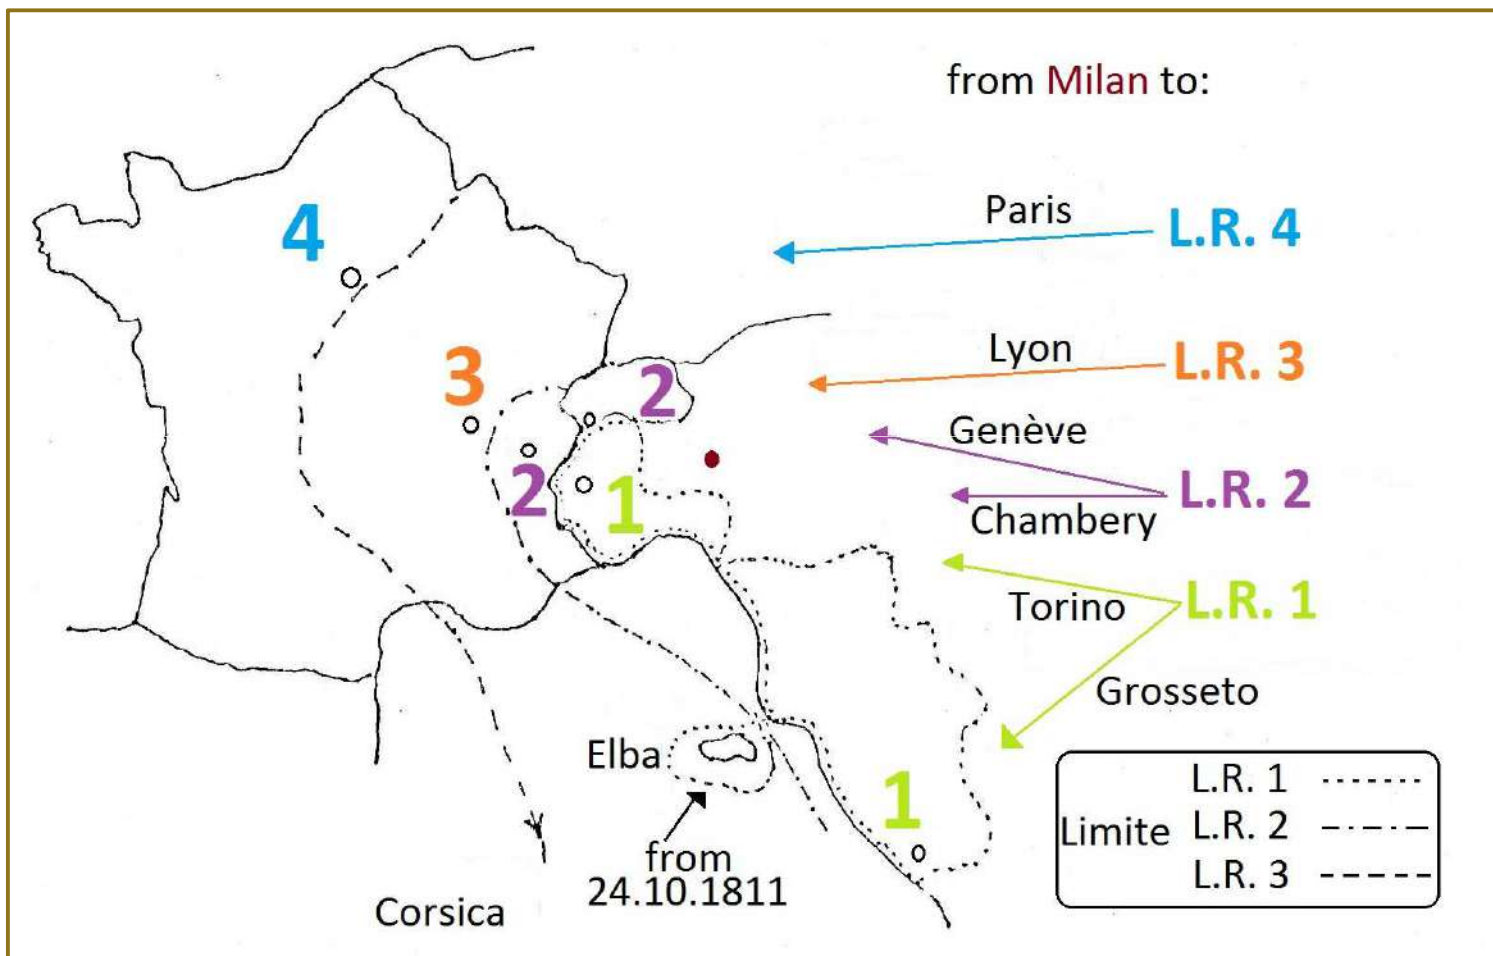 from Milan to:
4
Paris
L.R. 4
3
Lyon
L.R. 3
2
Genève
2
1
L.R. 2
Chambery
Torino
L.R. 1
Grosseto
Elba
1
from
24.10.1811
Corsica
Limite
L.R. 1
L.R. 2
L.R. 3